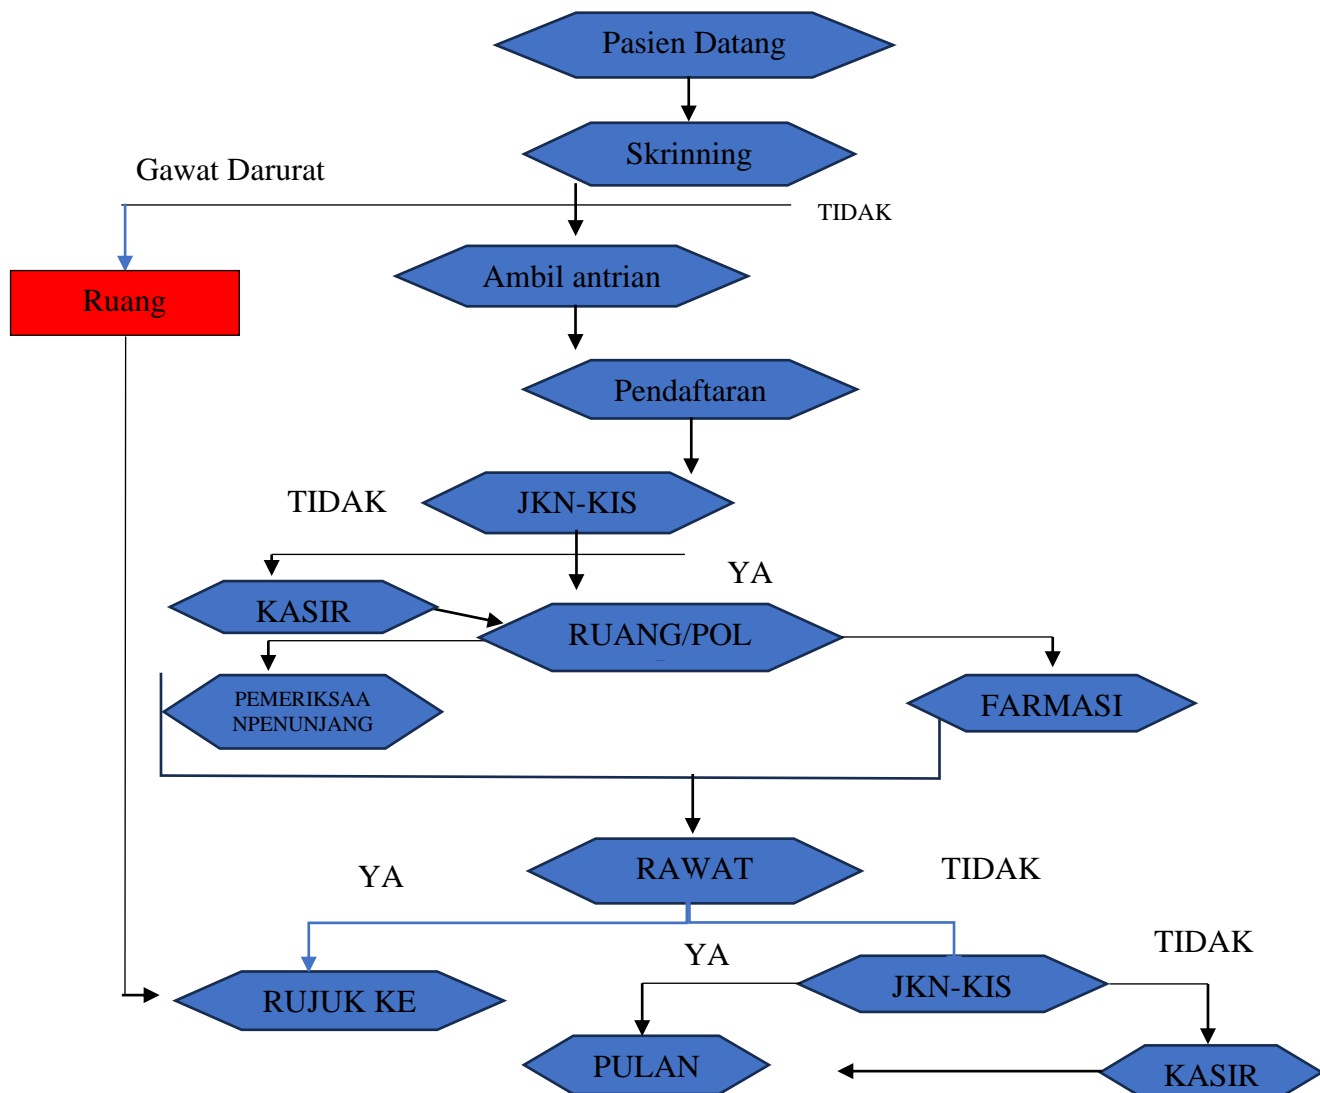 Pasien Datang
Skrinning
Gawat Darurat
TIDAK
Ambil antrian
Ruang
Pendaftaran
TIDAK
JKN-KIS
YA
KASIR
RUANG/POL
PEMERIKSAA
NPENUNJANG
FARMASI
RAWAT
YA
TIDAK
YA
TIDAK
RUJUK KE
JKN-KIS
PULAN
KASIR